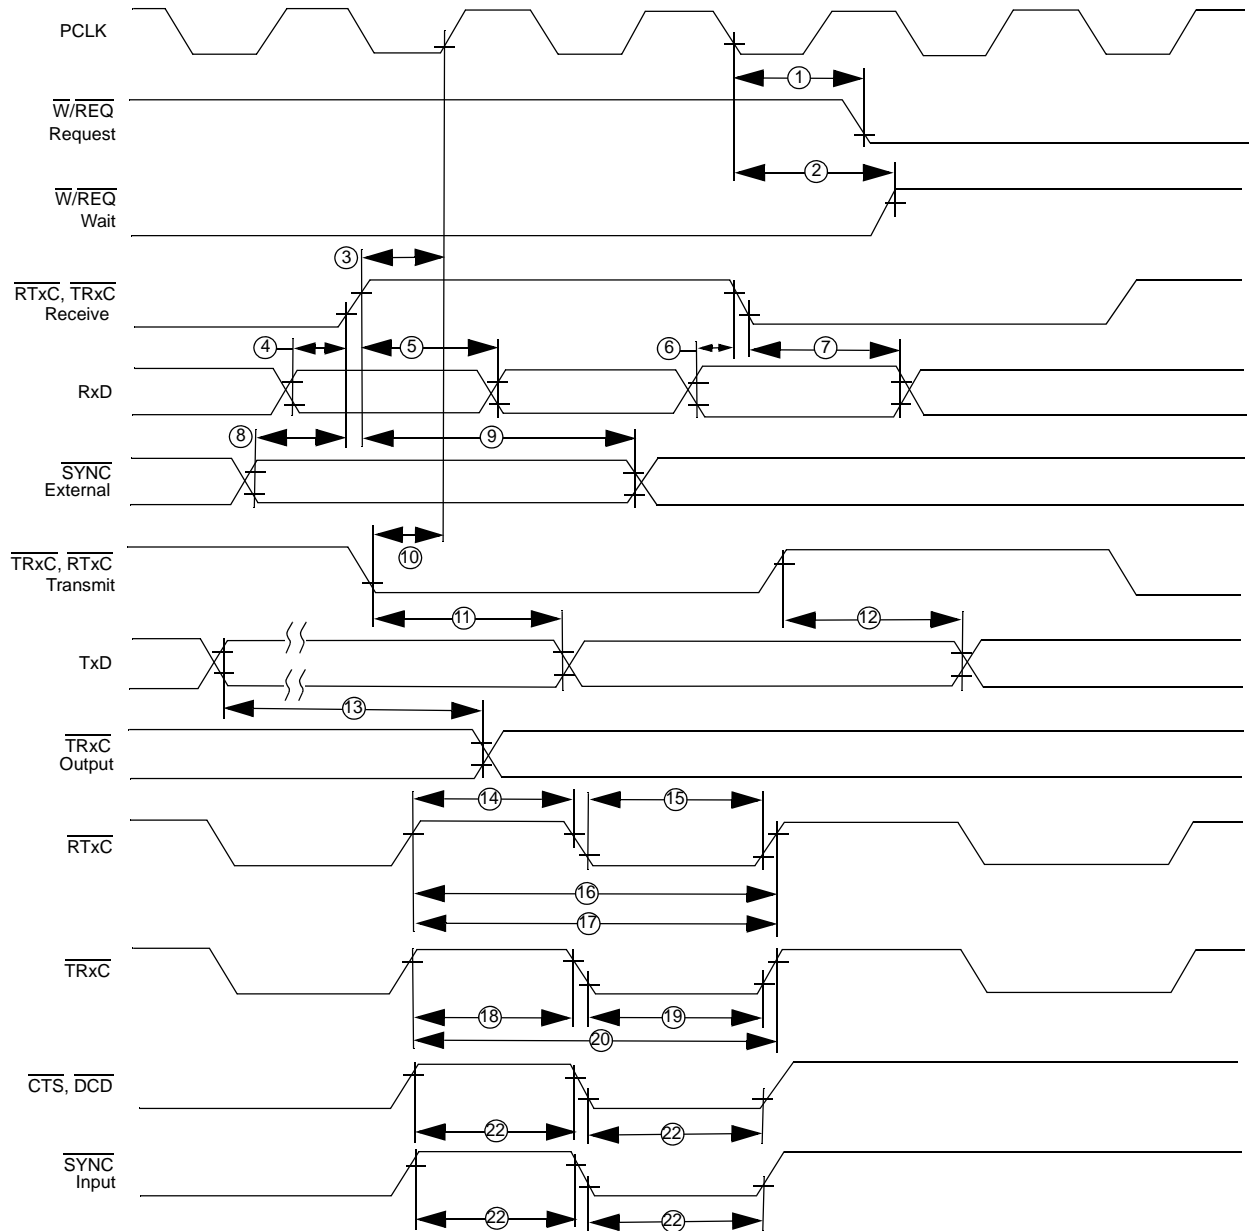 PCLK
1
W/REQ
Request
2
W/REQ
Wait
3
RTxC, TRxC
Receive
4
5
6
7
RxD
8
9
SYNC
External
10
TRxC, RTxC
Transmit
11
12
TxD
13
TRxC
Output
14
15
RTxC
16
17
TRxC
18
19
20
CTS, DCD
22
22
SYNC
Input
22
22